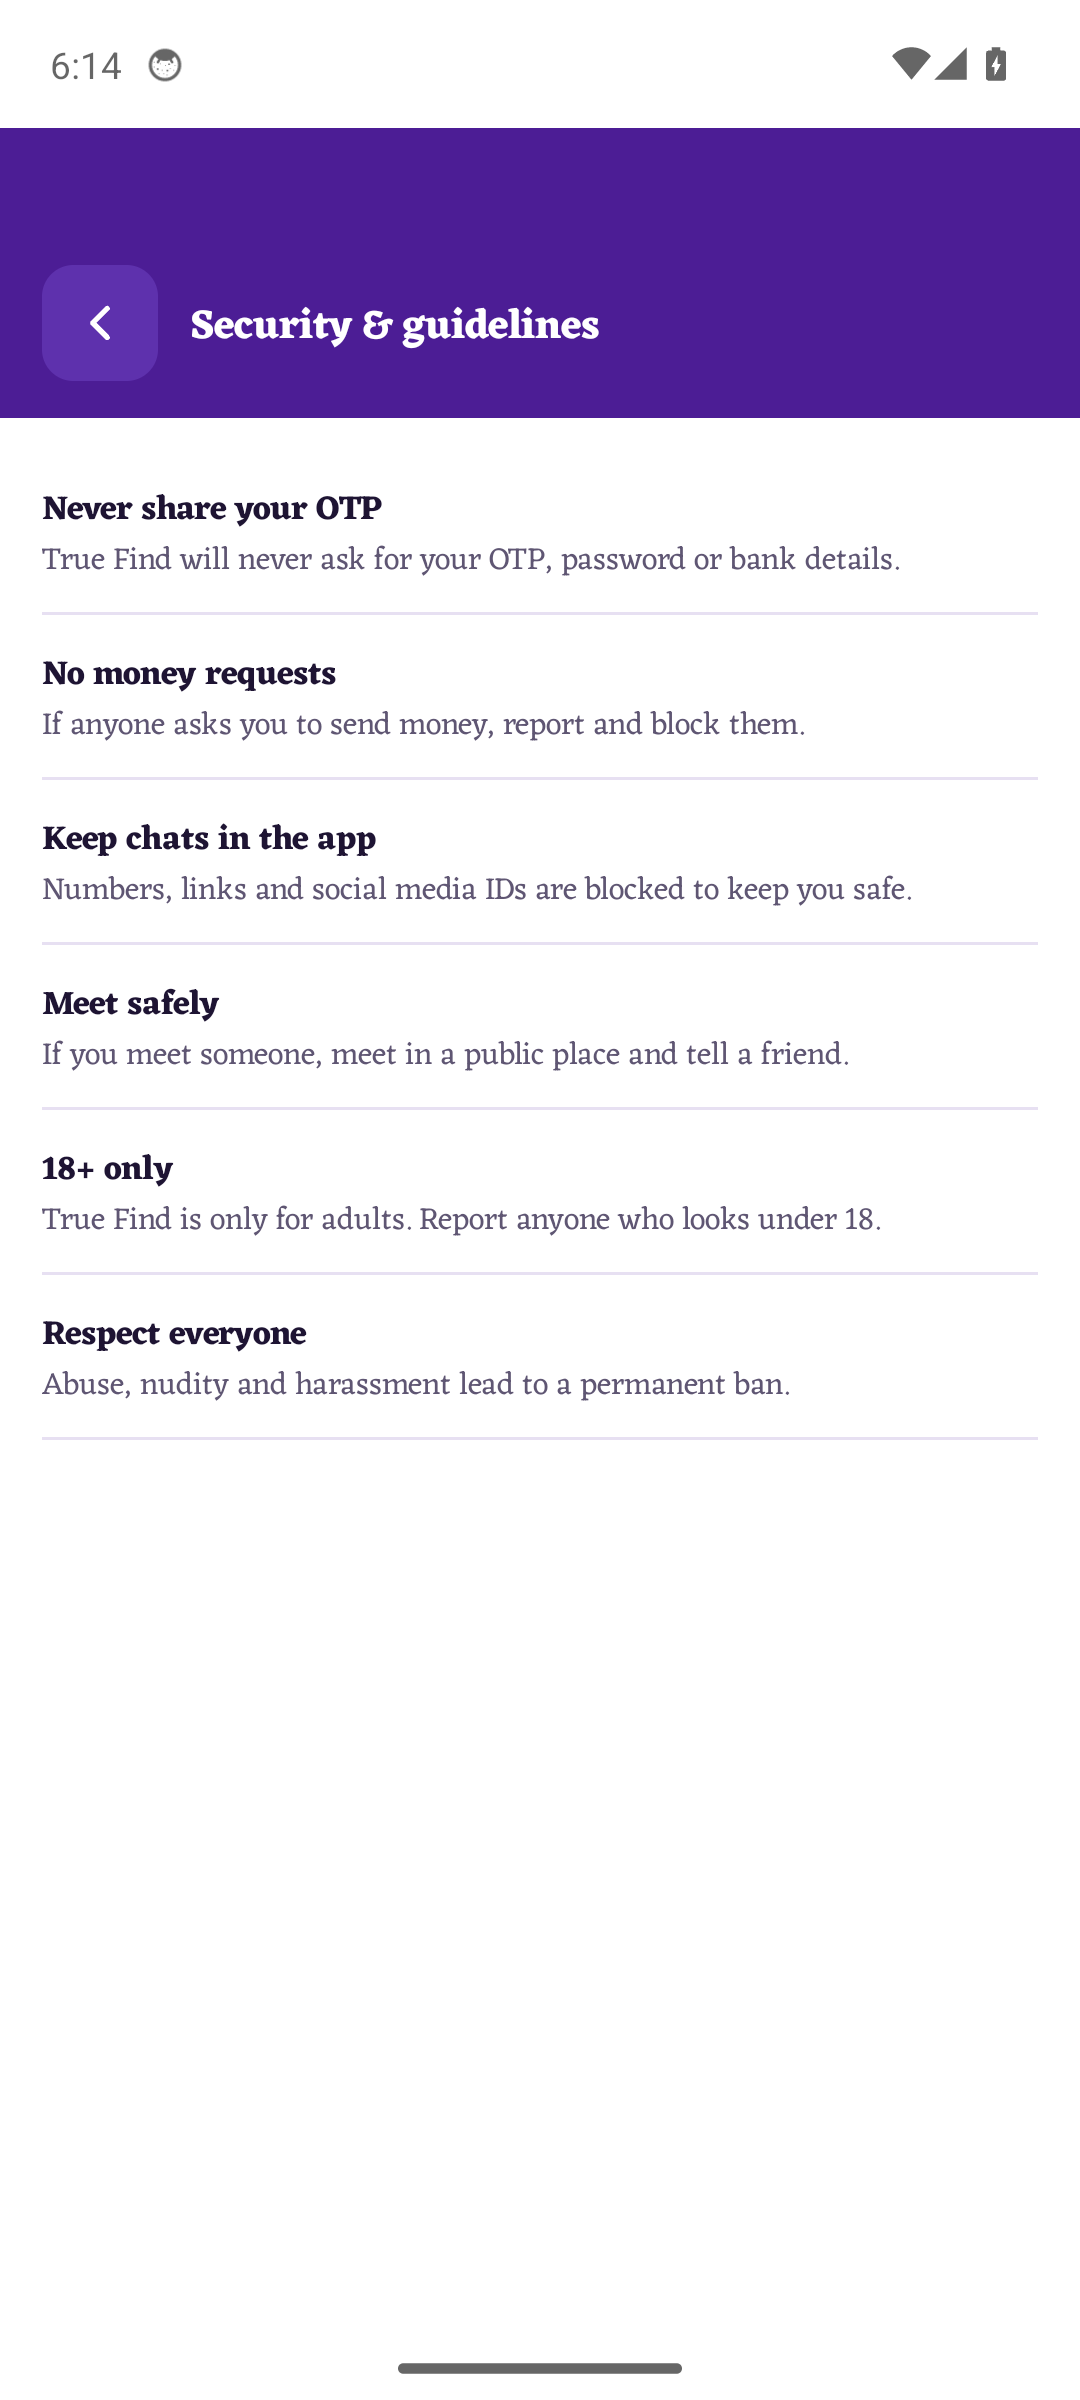 6:14
Security & guidelines
Never share your OTP
True Find will never ask for your OTP, password or bank details.
No money requests
If anyone asks you to send money, report and block them.
Keep chats in the app
Numbers, links and social media IDs are blocked to keep you safe.
Meet safely
If you meet someone, meet in a public place and tell a friend.
18+ only
True Find is only for adults. Report anyone who looks under 18.
Respect everyone
Abuse, nudity and harassment lead to a permanent ban.